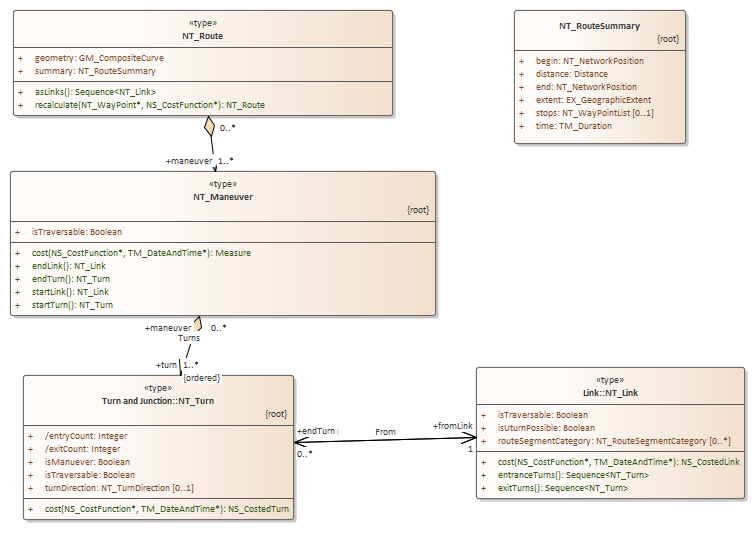 «type»
NT_Route
+ geometry: GM_CompositeCurve
+ summary: NT_RouteSummary
+ asLinks(): Sequence<NT_Link>
+ recalculate(NT_WayPoint*, NS_CostFunction*): NT_Route
NT_RouteSummary
{root}
+ begin: NT_NetworkPosition
+ distance: Distance
+ end: NT_NetworkPosition
+ extent: EX_GeographicExtent
+ stops: NT_WayPointList [0..1]
+ time: TM_Duration
0..*
+maneuver 1..*
«type»
NT_Maneuver
{root}
+ isTraversable: Boolean
+ cost(NS_CostFunction*, TM_DateAndTime*): Measure
+ endLink(): NT_Link
+ endTurn(): NT_Turn
+ startLink(): NT_Link
+ startTurn(): NT_Turn
+maneuver 0..*
Turns
+turn 1..*
{ordered}
«type»
Turn and Junction::NT_Turn
{root}
+ /entryCount: Integer
+ /exitCount: Integer
+ isManuever: Boolean
+ isTraversable: Boolean
+ turnDirection: NT_TurnDirection [0..1]
+ cost(NS_CostFunction*, TM_DateAndTime*): NS_CostedTurn
+endTurn From +fromLink
0..* 1
«type»
Link::NT_Link
+ isTraversable: Boolean
+ isUturnPossible: Boolean
+ routeSegmentCategory: NT_RouteSegmentCategory [0..*]
+ cost(NS_CostFunction*, TM_DateAndTime*): NS_CostedLink
+ entranceTurns(): Sequence<NT_Turn>
+ exitTurns(): Sequence<NT_Turn>